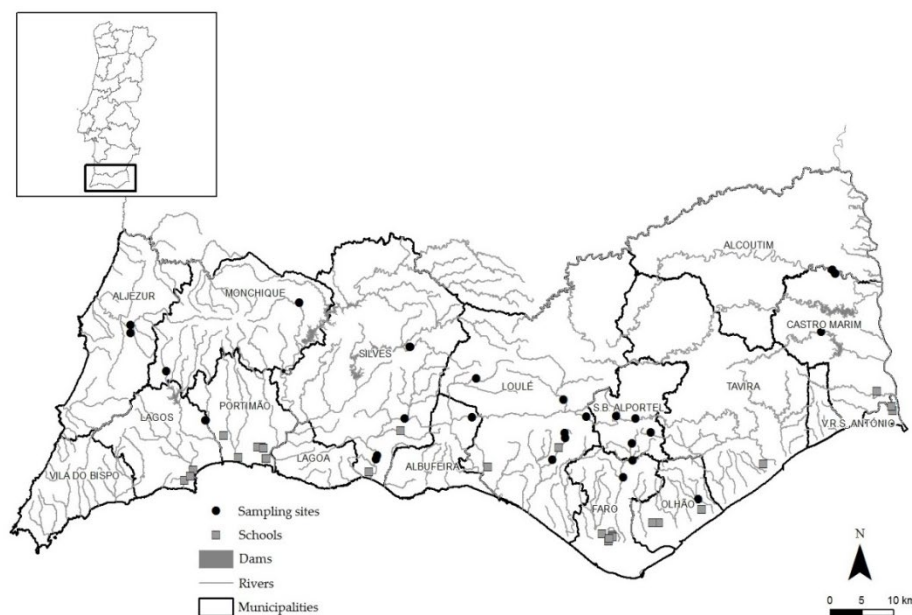 ALCOUTIM
ALJEZUR
MONCHIQUE
CASTRO MARIM
SILVES
LOULÉ
TAVIRA
PORTIMÃO
S.B. ALPORTEL
LAGOS
V.R.S. ANTÓNIO
LAGOA
ALBUFEIRA
VILA DO BISPO
FARO
OLHÃO
Sampling sites
Schools
Dams
Rivers
Municipalities
N
0 5 10 km